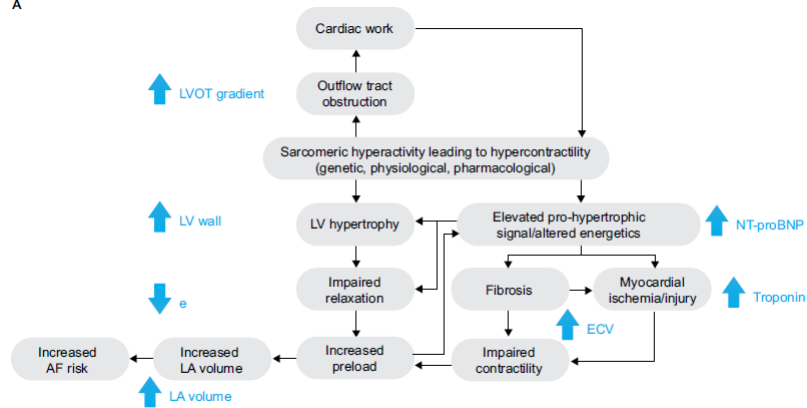 A
Cardiac work
LVOT gradient
Outflow tract
obstruction
Sarcomeric hyperactivity leading to hypercontractility
(genetic, physiological, pharmacological)
LV wall
LV hypertrophy
Elevated pro-hypertrophic
signal/altered energetics
NT-proBNP
e
Impaired
relaxation
Fibrosis
Myocardial
ischemia/injury
Troponin
ECV
Increased
AF risk
Increased
LA volume
Increased
preload
Impaired
contractility
LA volume